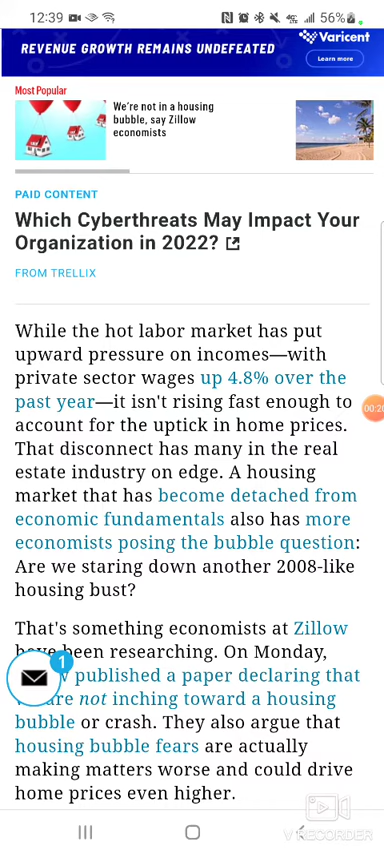 12:39
56%
REVENUE GROWTH REMAINS UNDEFEATED
Varicent
Learn more
Most Popular
We're not in a housing
bubble, say Zillow
economists
PAID CONTENT
Which Cyberthreats May Impact Your
Organization in 2022?
FROM TRELLIX
While the hot labor market has put
upward pressure on incomes—with
private sector wages up 4.8% over the
past year—it isn't rising fast enough to
account for the uptick in home prices.
That disconnect has many in the real
estate industry on edge. A housing
market that has become detached from
economic fundamentals also has more
economists posing the bubble question:
Are we staring down another 2008-like
housing bust?
That's something economists at Zillow
have been researching. On Monday,
published a paper declaring that
are not inching toward a housing
bubble or crash. They also argue that
housing bubble fears are actually
making matters worse and could drive
home prices even higher.
1
V RECORDER